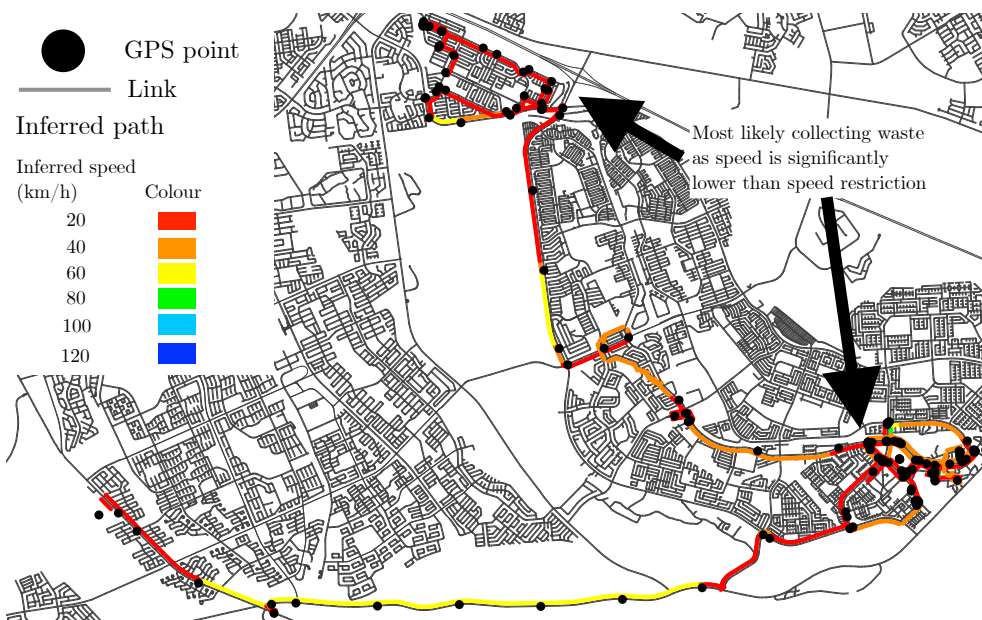 GPS point
Link
Inferred path
Inferred speed
(km/h) Colour
20
40
60
80
100
120
Most likely collecting waste
as speed is significantly
lower than speed restriction